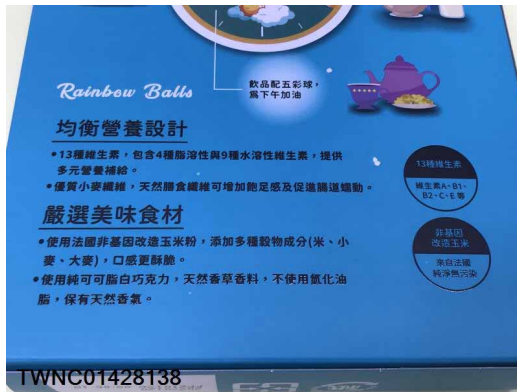 Rainbow Balls
飲品配五彩球，
為下午加油
均衡營養設計
•13種維生素，包含4種脂溶性與9種水溶性維生素，提供
多元營養補給。
•優質小麥纖維，天然膳食纖維可增加飽足感及促進腸道蠕動。
13種維生素
維生素A、B1、
B2、C、E 等
嚴選美味食材
•使用法國非基因改造玉米粉，添加多種穀物成分(米、小
麥、大麥)，口感更酥脆。
•使用純可可脂白巧克力，天然香草香料，不使用氫化油
脂，保有天然香氣。
非基因
改造玉米
來自法國
純淨無污染
TWNC01428138